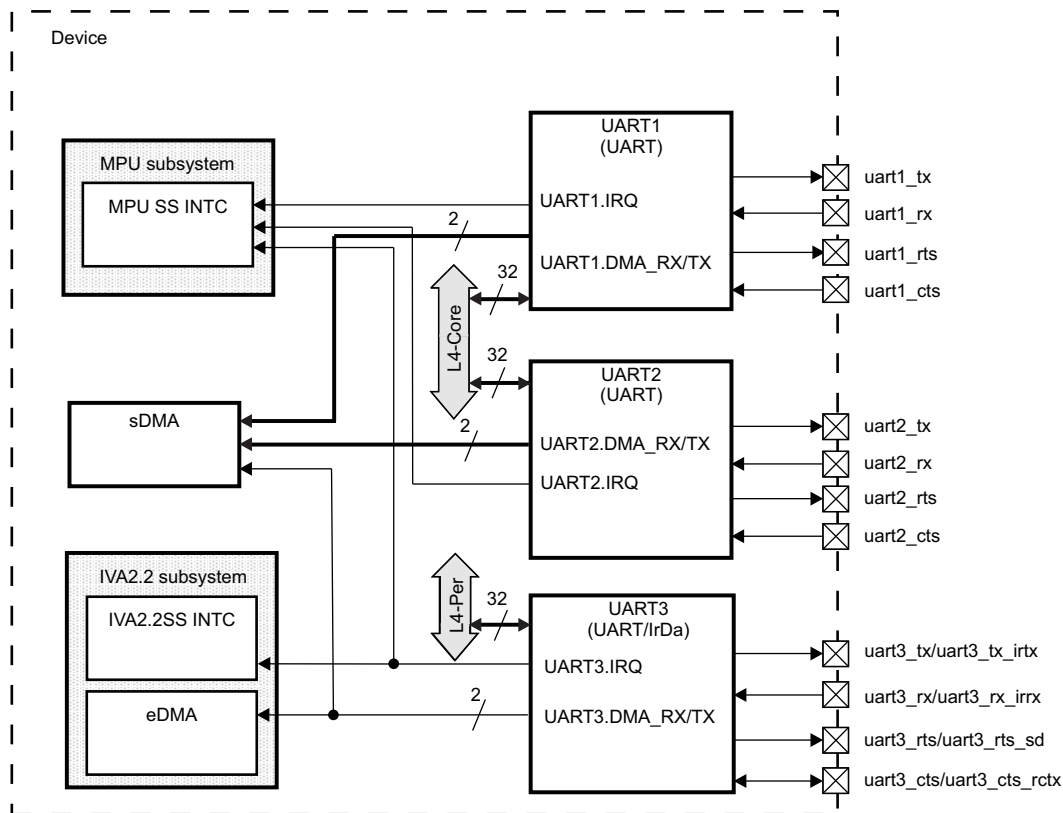 Device
UART1
(UART)
MPU subsystem
MPU SS INTC
UART1.IRQ
2
UART1.DMA_RX/TX
32
uart1_tx
uart1_rx
uart1_rts
uart1_cts
L4-Core
32
UART2
(UART)
sDMA
2
UART2.DMA_RX/TX
UART2.IRQ
uart2_tx
uart2_rx
uart2_rts
uart2_cts
IVA2.2 subsystem
IVA2.2SS INTC
eDMA
L4-Per
32
UART3
(UART/IrDa)
UART3.IRQ
2
UART3.DMA_RX/TX
uart3_tx/uart3_tx_irtx
uart3_rx/uart3_rx_irrx
uart3_rts/uart3_rts_sd
uart3_cts/uart3_cts_rctx